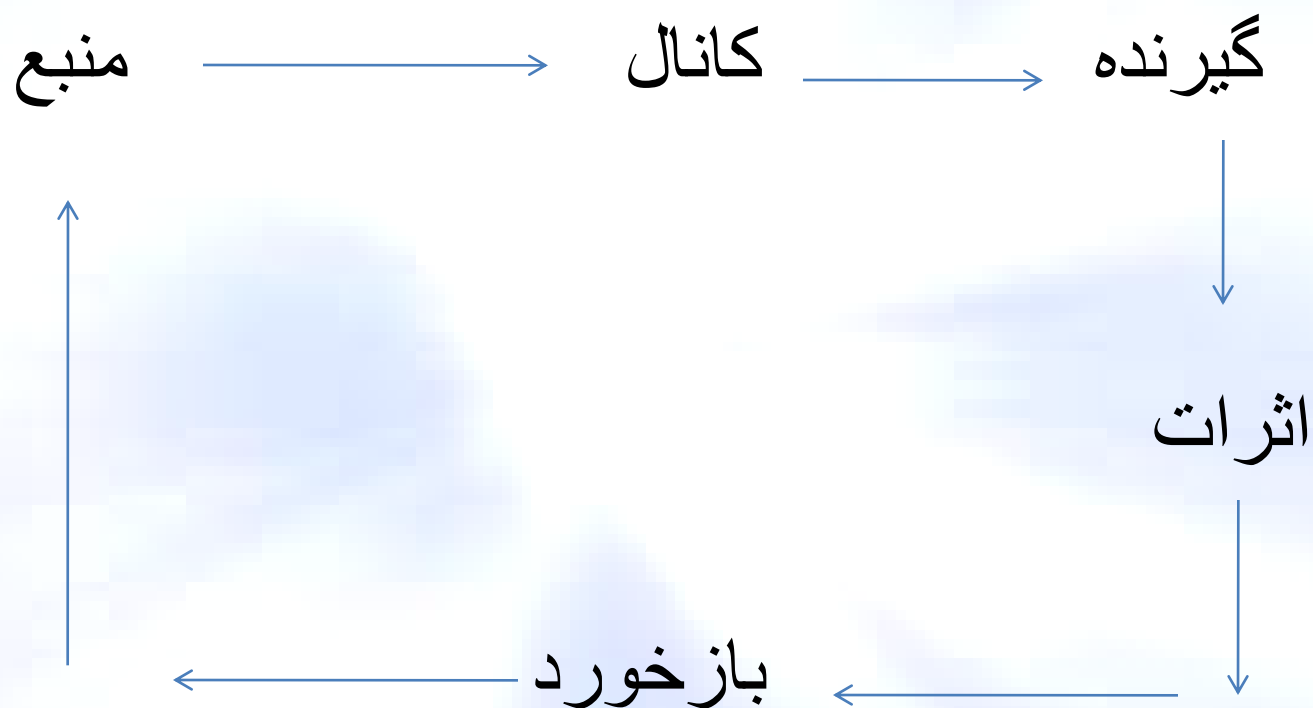 منبع
کانال
گیرنده
اثرات
بازخورد